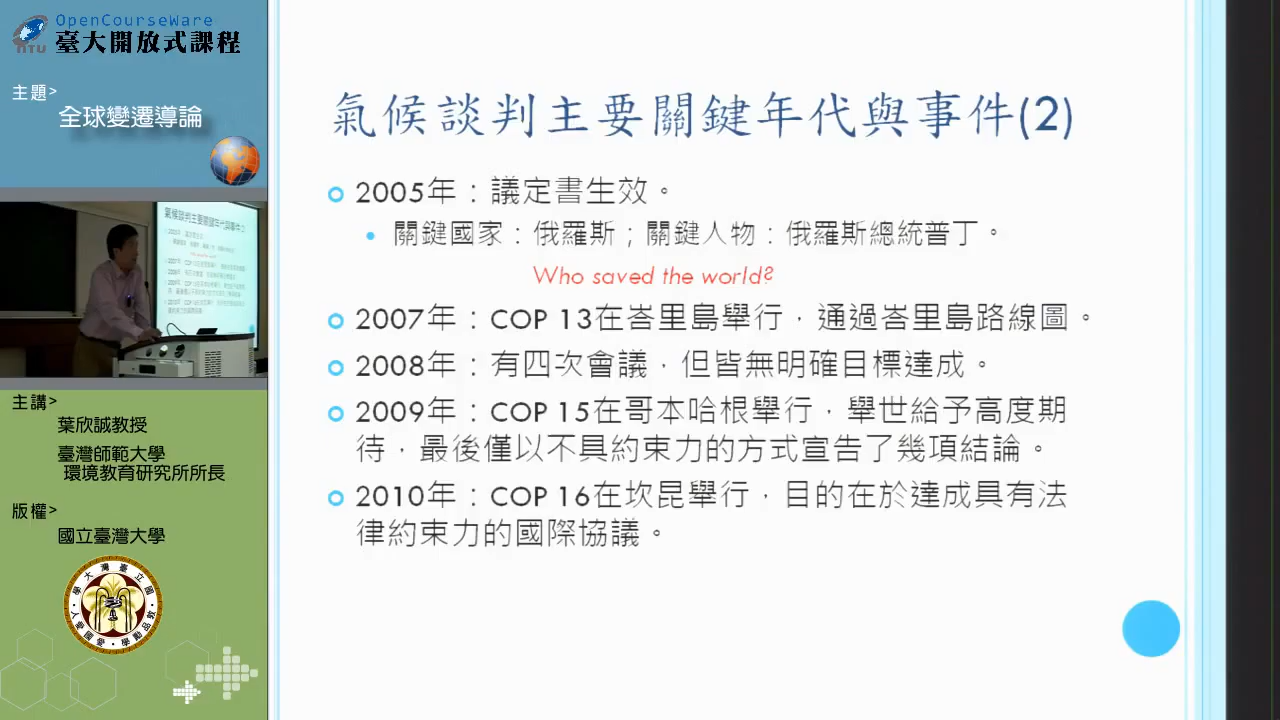 OpenCourseWare
NTU
臺大開放式課程
主題>
全球變遷導論
主講>
葉欣誠教授
臺灣師範大學
環境教育研究所所長
版權>
國立臺灣大學
氣候談判主要關鍵年代與事件(2)
2005年：議定書生效。
關鍵國家：俄羅斯；關鍵人物：俄羅斯總統普丁。
Who saved the world?
2007年：COP 13在峇里島舉行，通過峇里島路線圖。
2008年：有四次會議，但皆無明確目標達成。
2009年：COP 15在哥本哈根舉行，舉世給予高度期
待，最後僅以不具約束力的方式宣告了幾項結論。
2010年：COP 16在坎昆舉行，目的在於達成具有法
律約束力的國際協議。